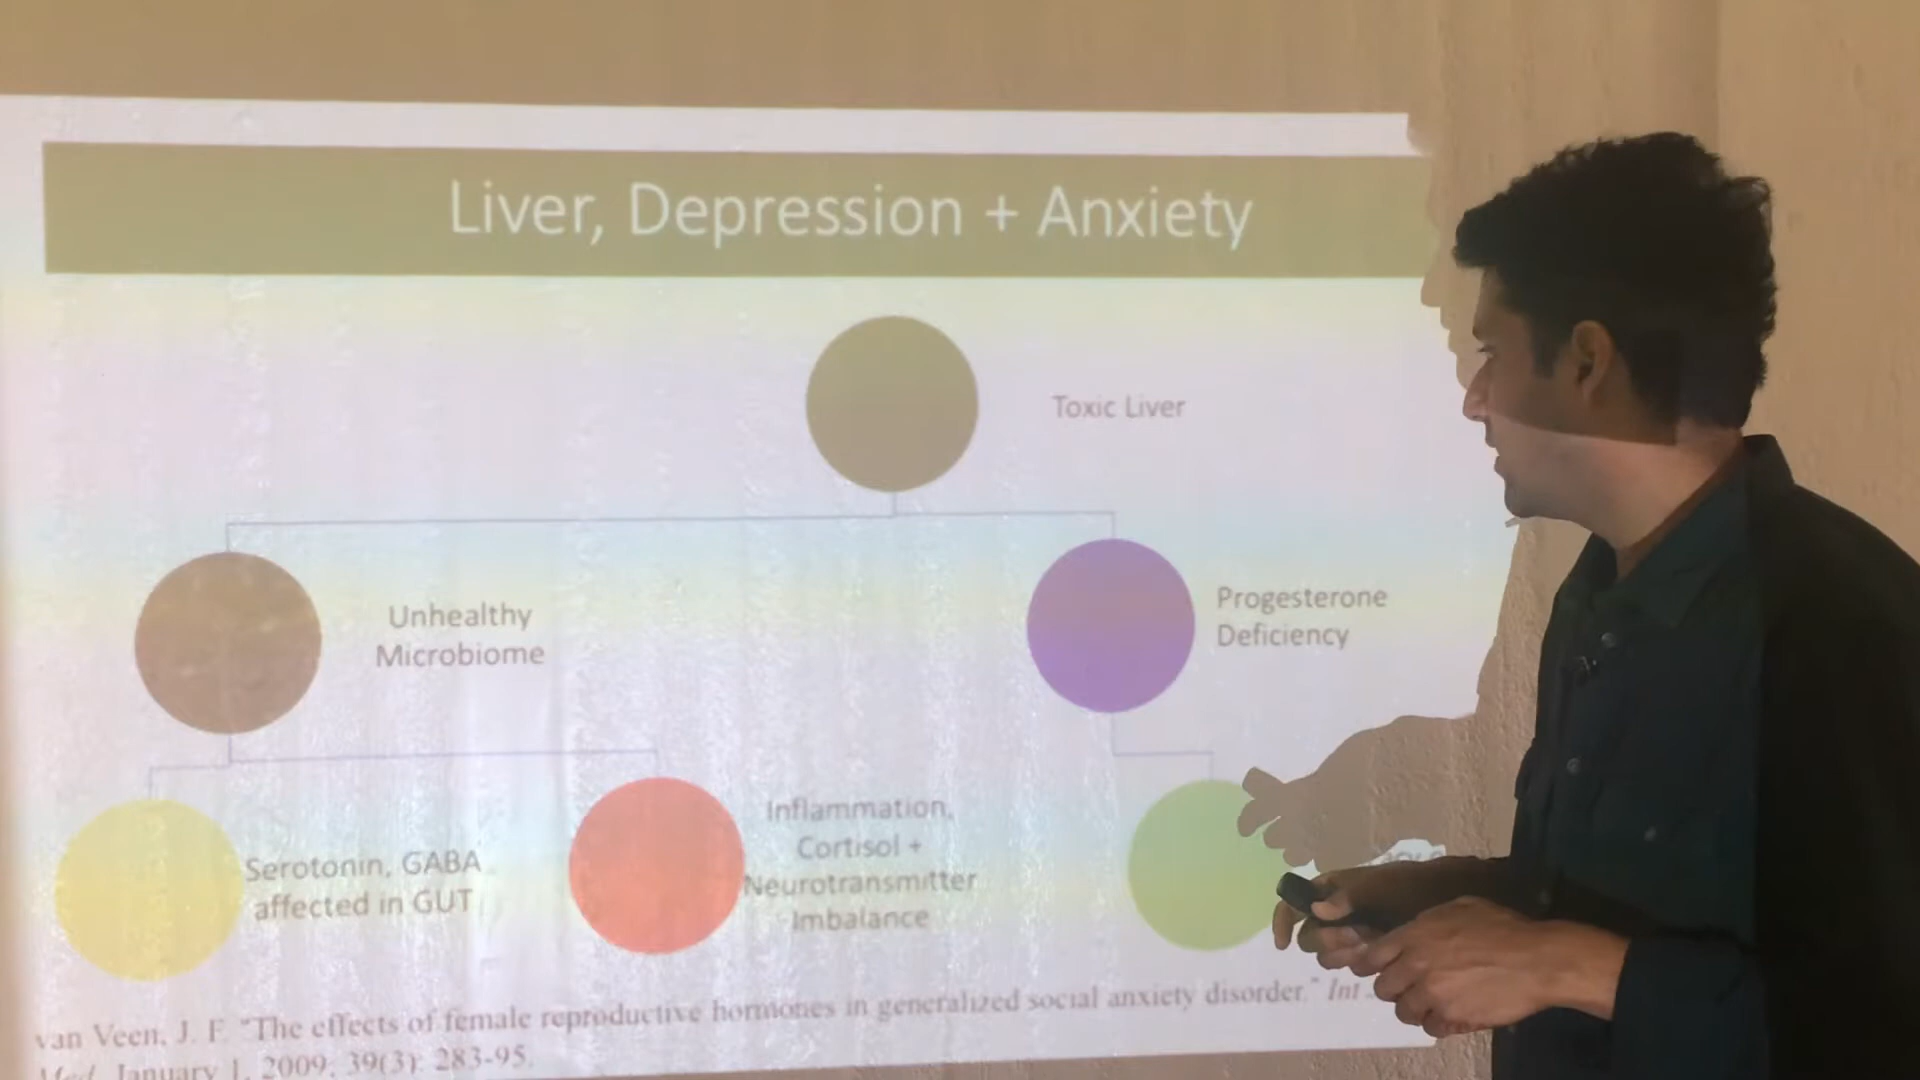 Liver, Depression + Anxiety
Toxic Liver
Unhealthy
Microbiome
Progesterone
Deficiency
Serotonin, GABA
affected in GUT
Inflammation,
Cortisol +
Neurotransmitter
Imbalance
van Veen, J. F. "The effects of female reproductive hormones in generalized social anxiety disorder." Int
Med. January 1, 2009; 39(3): 283-95.